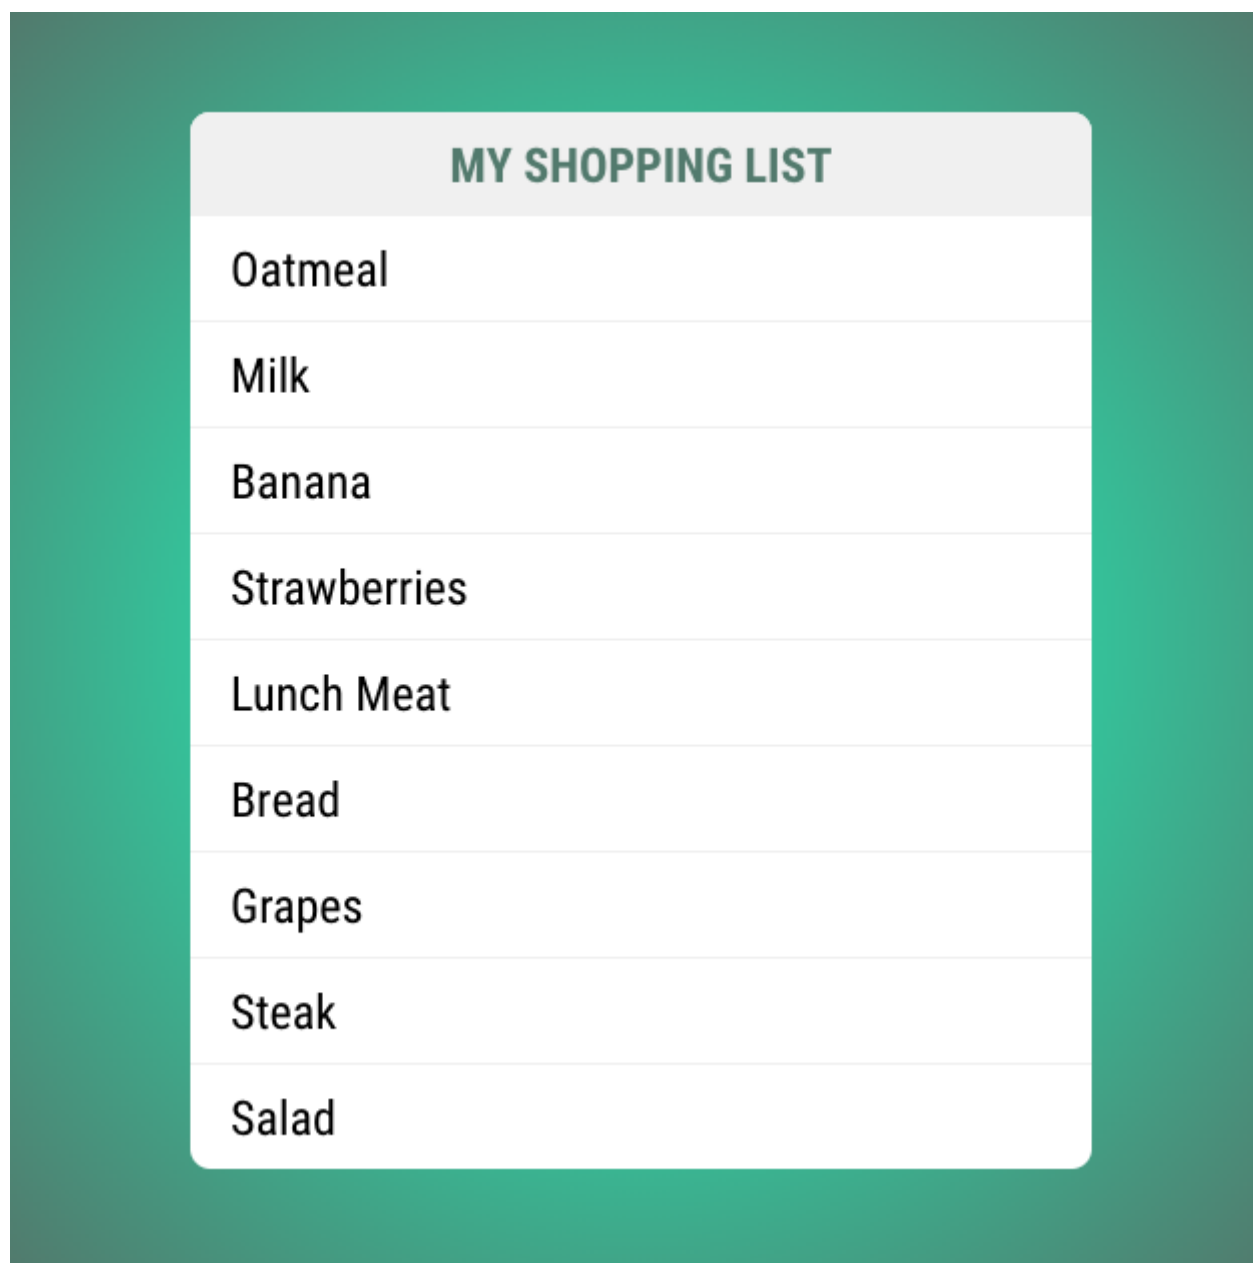 MY SHOPPING LIST
Oatmeal
Milk
Banana
Strawberries
Lunch Meat
Bread
Grapes
Steak
Salad